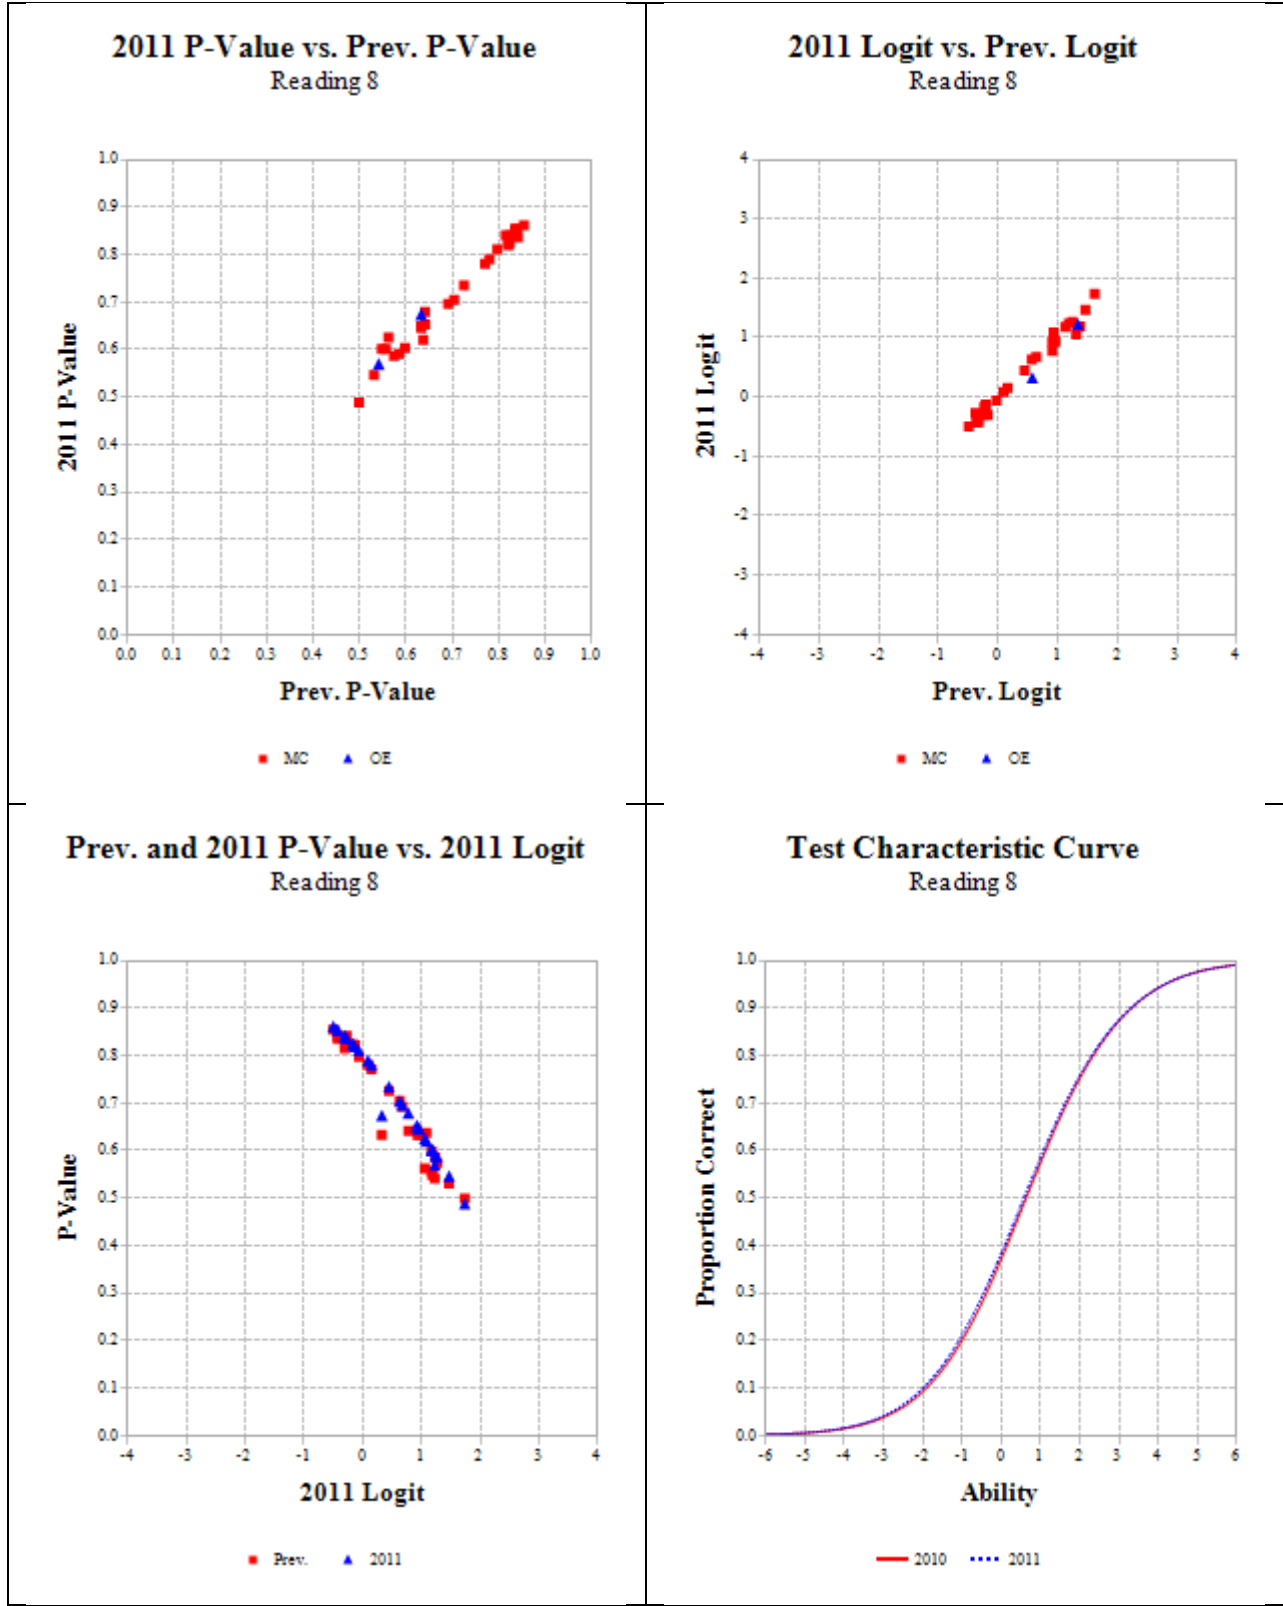 2011 P-Value vs. Prev. P-Value
Reading 8
1.0
0.9
0.8
0.7
0.6
0.5
0.4
0.3
0.2
0.1
0.0
2011 P-Value
0.0 0.1 0.2 0.3 0.4 0.5 0.6 0.7 0.8 0.9 1.0
Prev. P-Value
MC OE
2011 Logit vs. Prev. Logit
Reading 8
4
3
2
1
0
-1
-2
-3
-4
2011 Logit
-4 -3 -2 -1 0 1 2 3 4
Prev. Logit
MC OE
Prev. and 2011 P-Value vs. 2011 Logit
Reading 8
1.0
0.9
0.8
0.7
0.6
0.5
0.4
0.3
0.2
0.1
0.0
P-Value
-4 -3 -2 -1 0 1 2 3 4
2011 Logit
Prev. 2011
Test Characteristic Curve
Reading 8
1.0
0.9
0.8
0.7
0.6
0.5
0.4
0.3
0.2
0.1
0.0
Proportion Correct
-6 -5 -4 -3 -2 -1 0 1 2 3 4 5 6
Ability
2010 2011